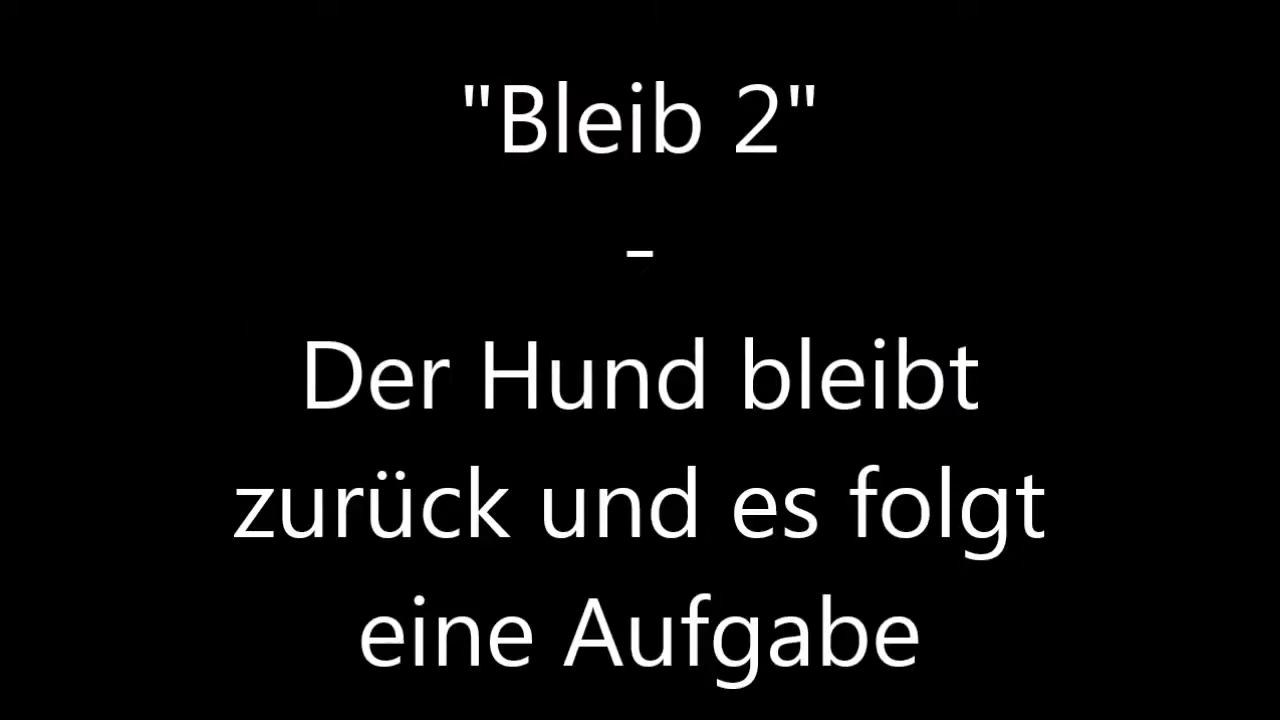 "Bleib 2"
-
Der Hund bleibt
zurück und es folgt
eine Aufgabe